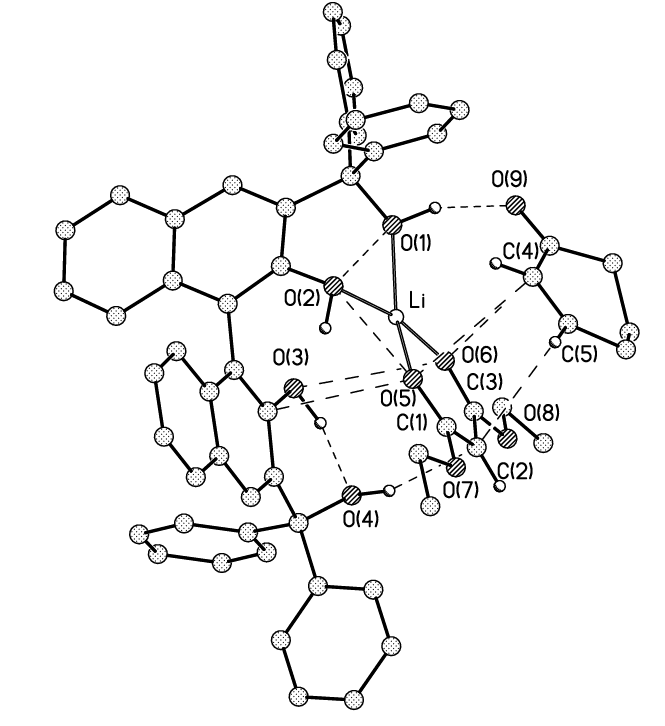 O(9)
O(1)
C(4)
O(2)
Li
O(6)
C(5)
O(3)
O(5)
C(3)
C(1)
O(8)
C(2)
O(7)
O(4)